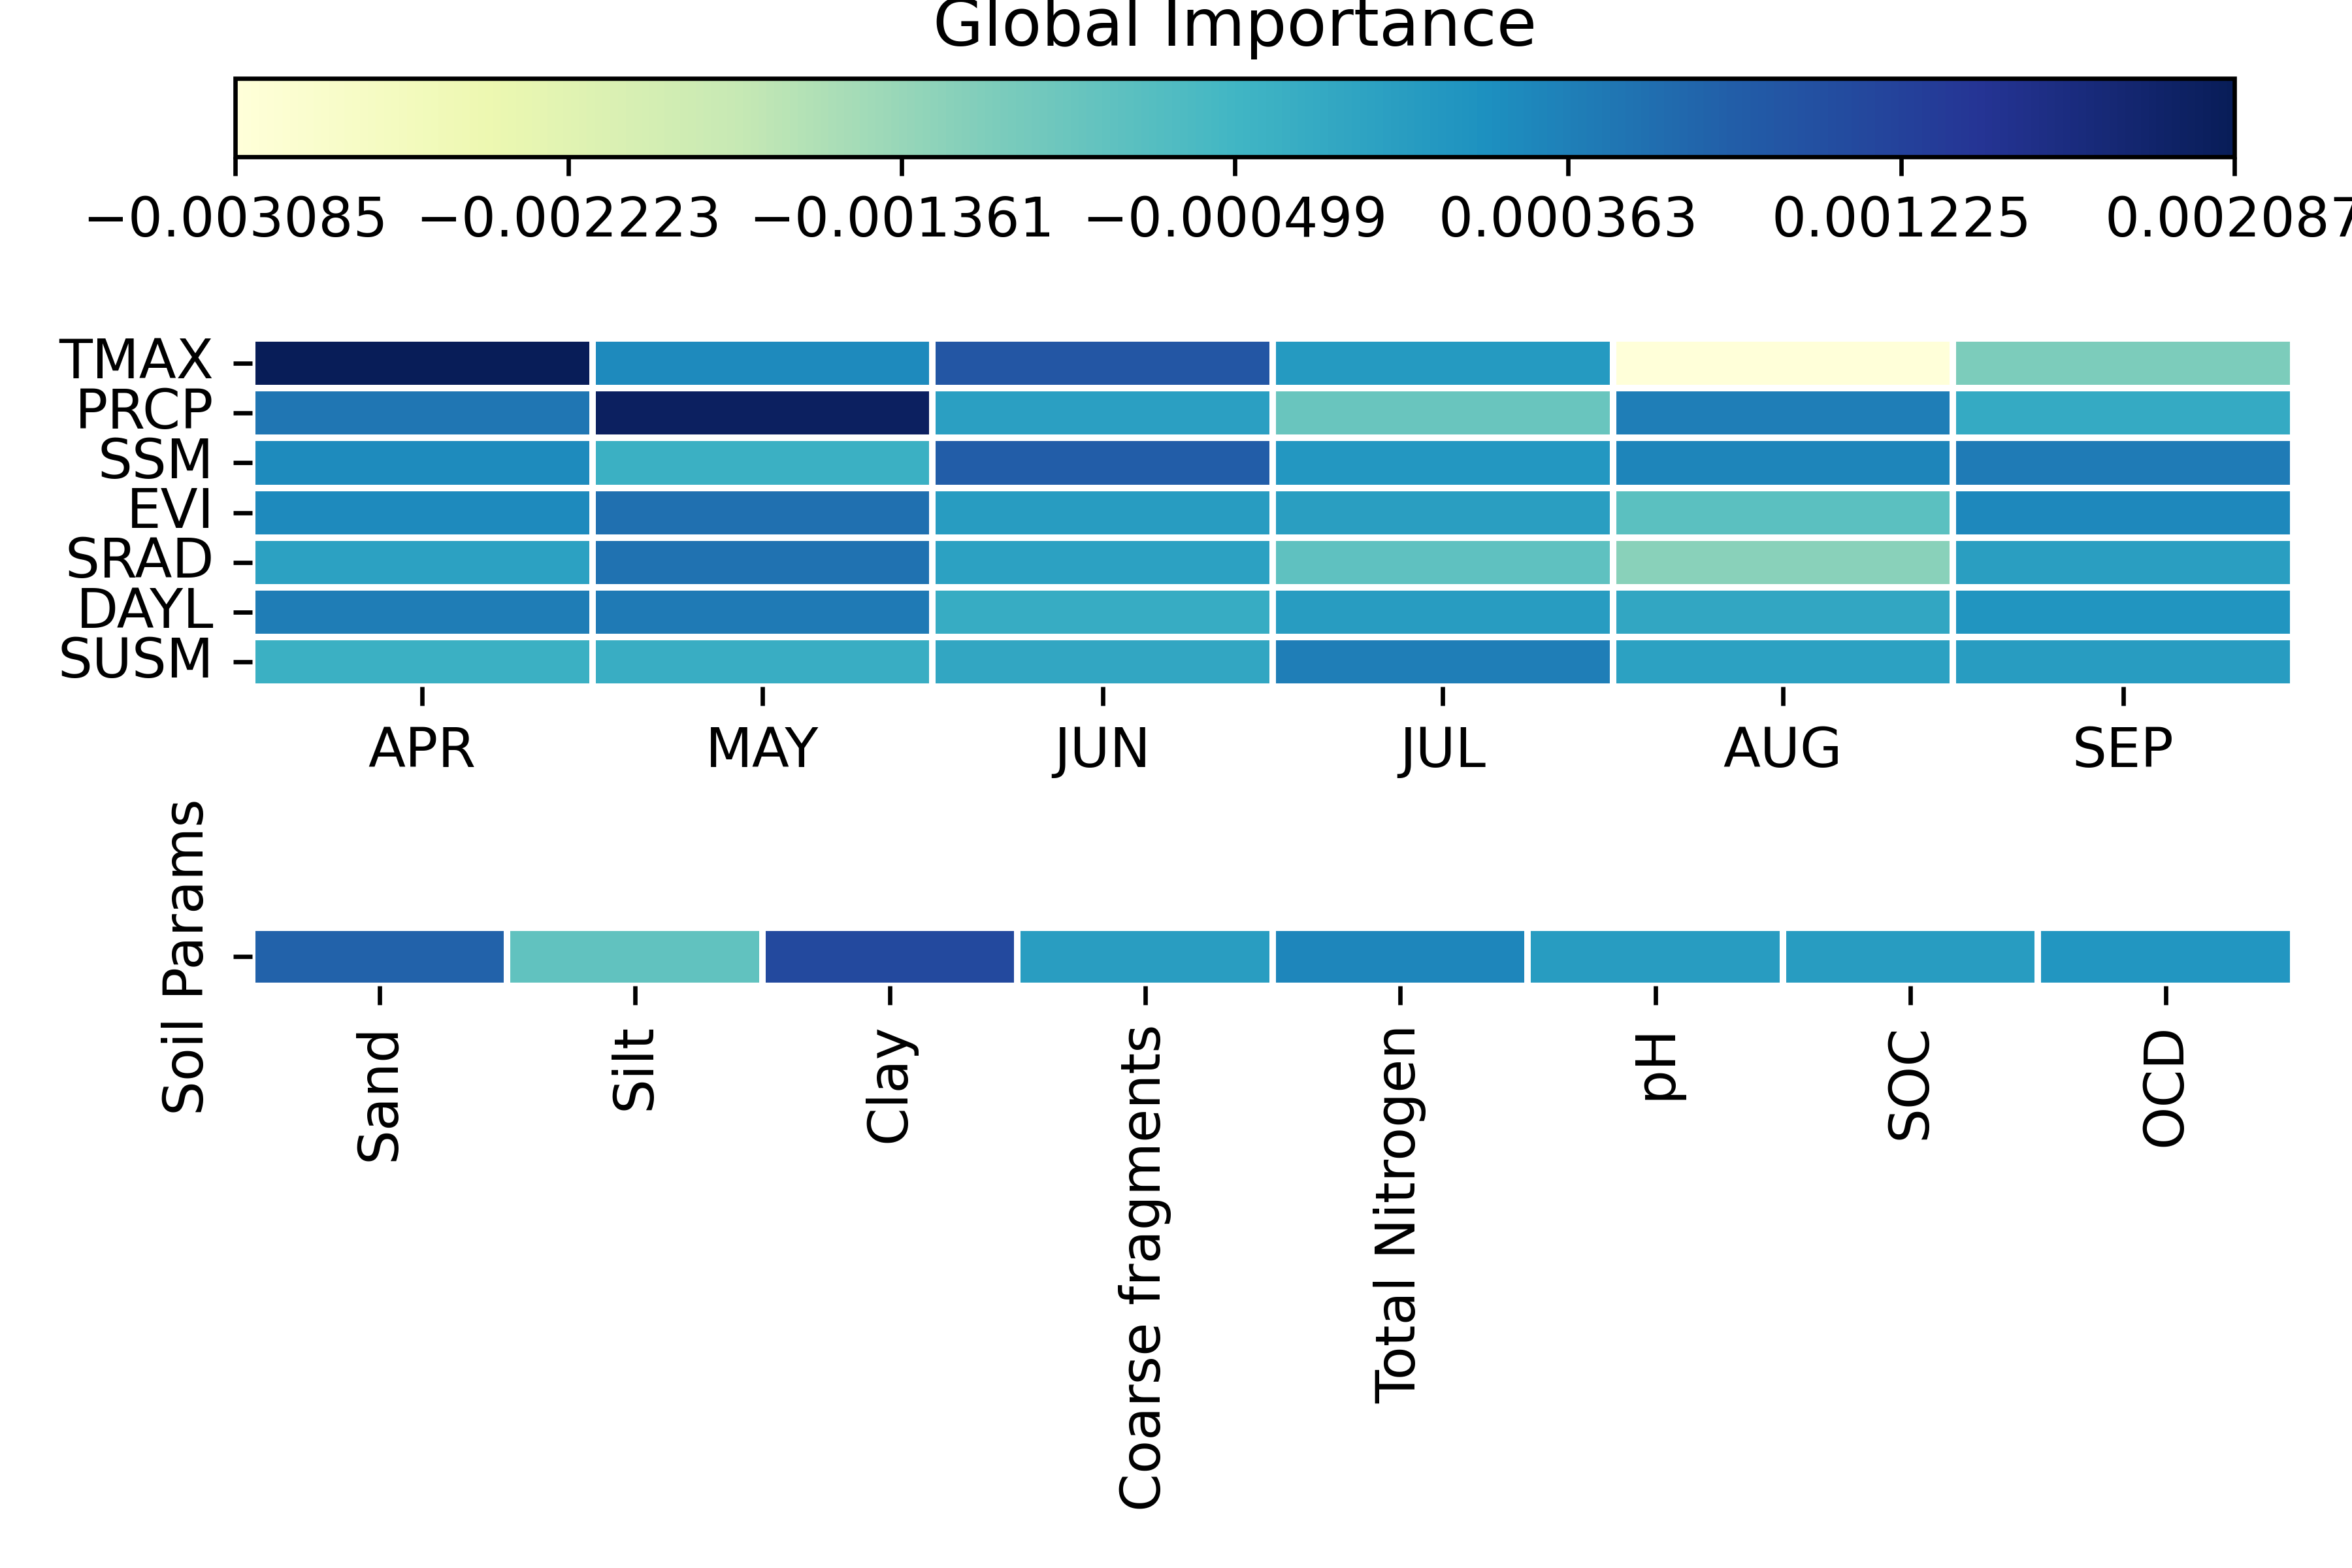 Global Importance
−0.003085 −0.002223 −0.001361 −0.000499 0.000363 0.001225 0.002087
TMAX
PRCP
SSM
EVI
SRAD
DAYL
SUSM
APR MAY JUN JUL AUG SEP
Soil Params
Sand Silt Clay Coarse fragments Total Nitrogen pH SOC OCD